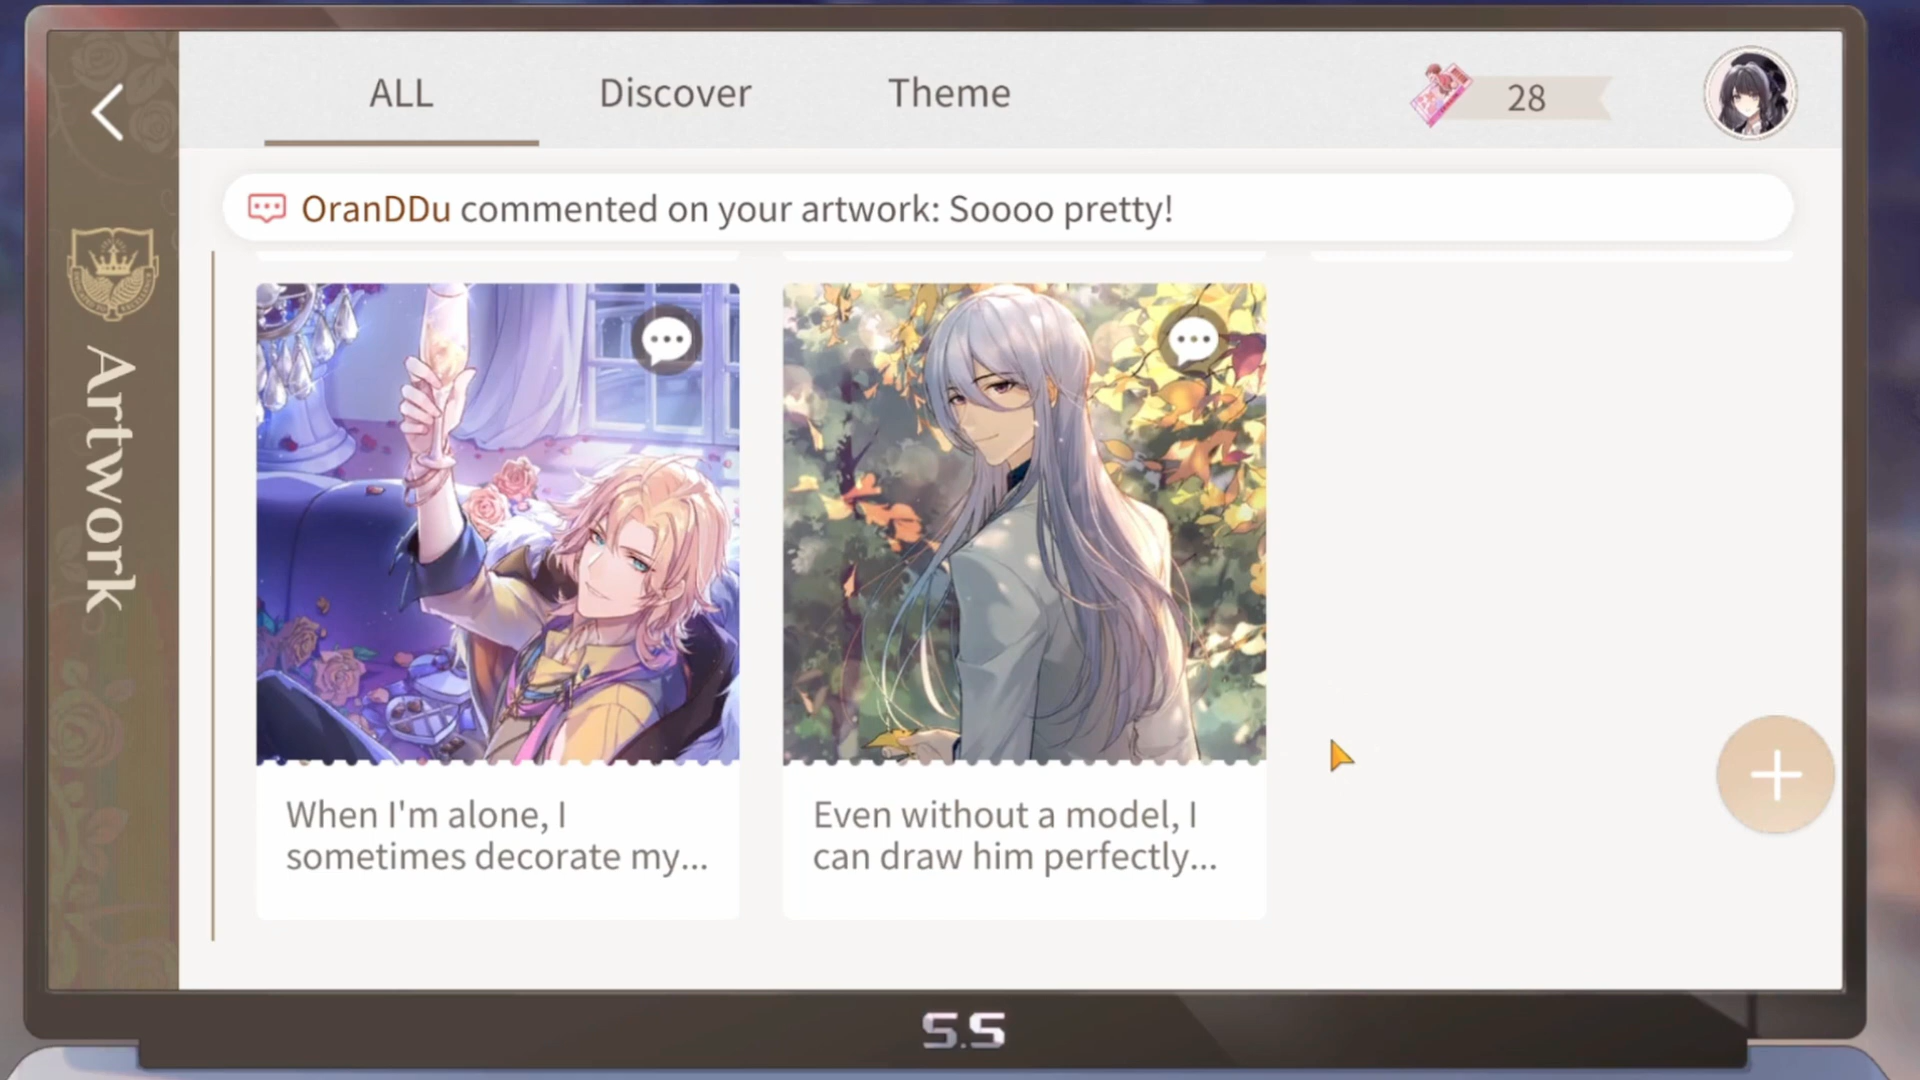 ALL
Discover
Theme
28
OranDDu commented on your artwork: Soooo pretty!
Artwork
When I'm alone, I
sometimes decorate my...
Even without a model, I
can draw him perfectly...
S.S